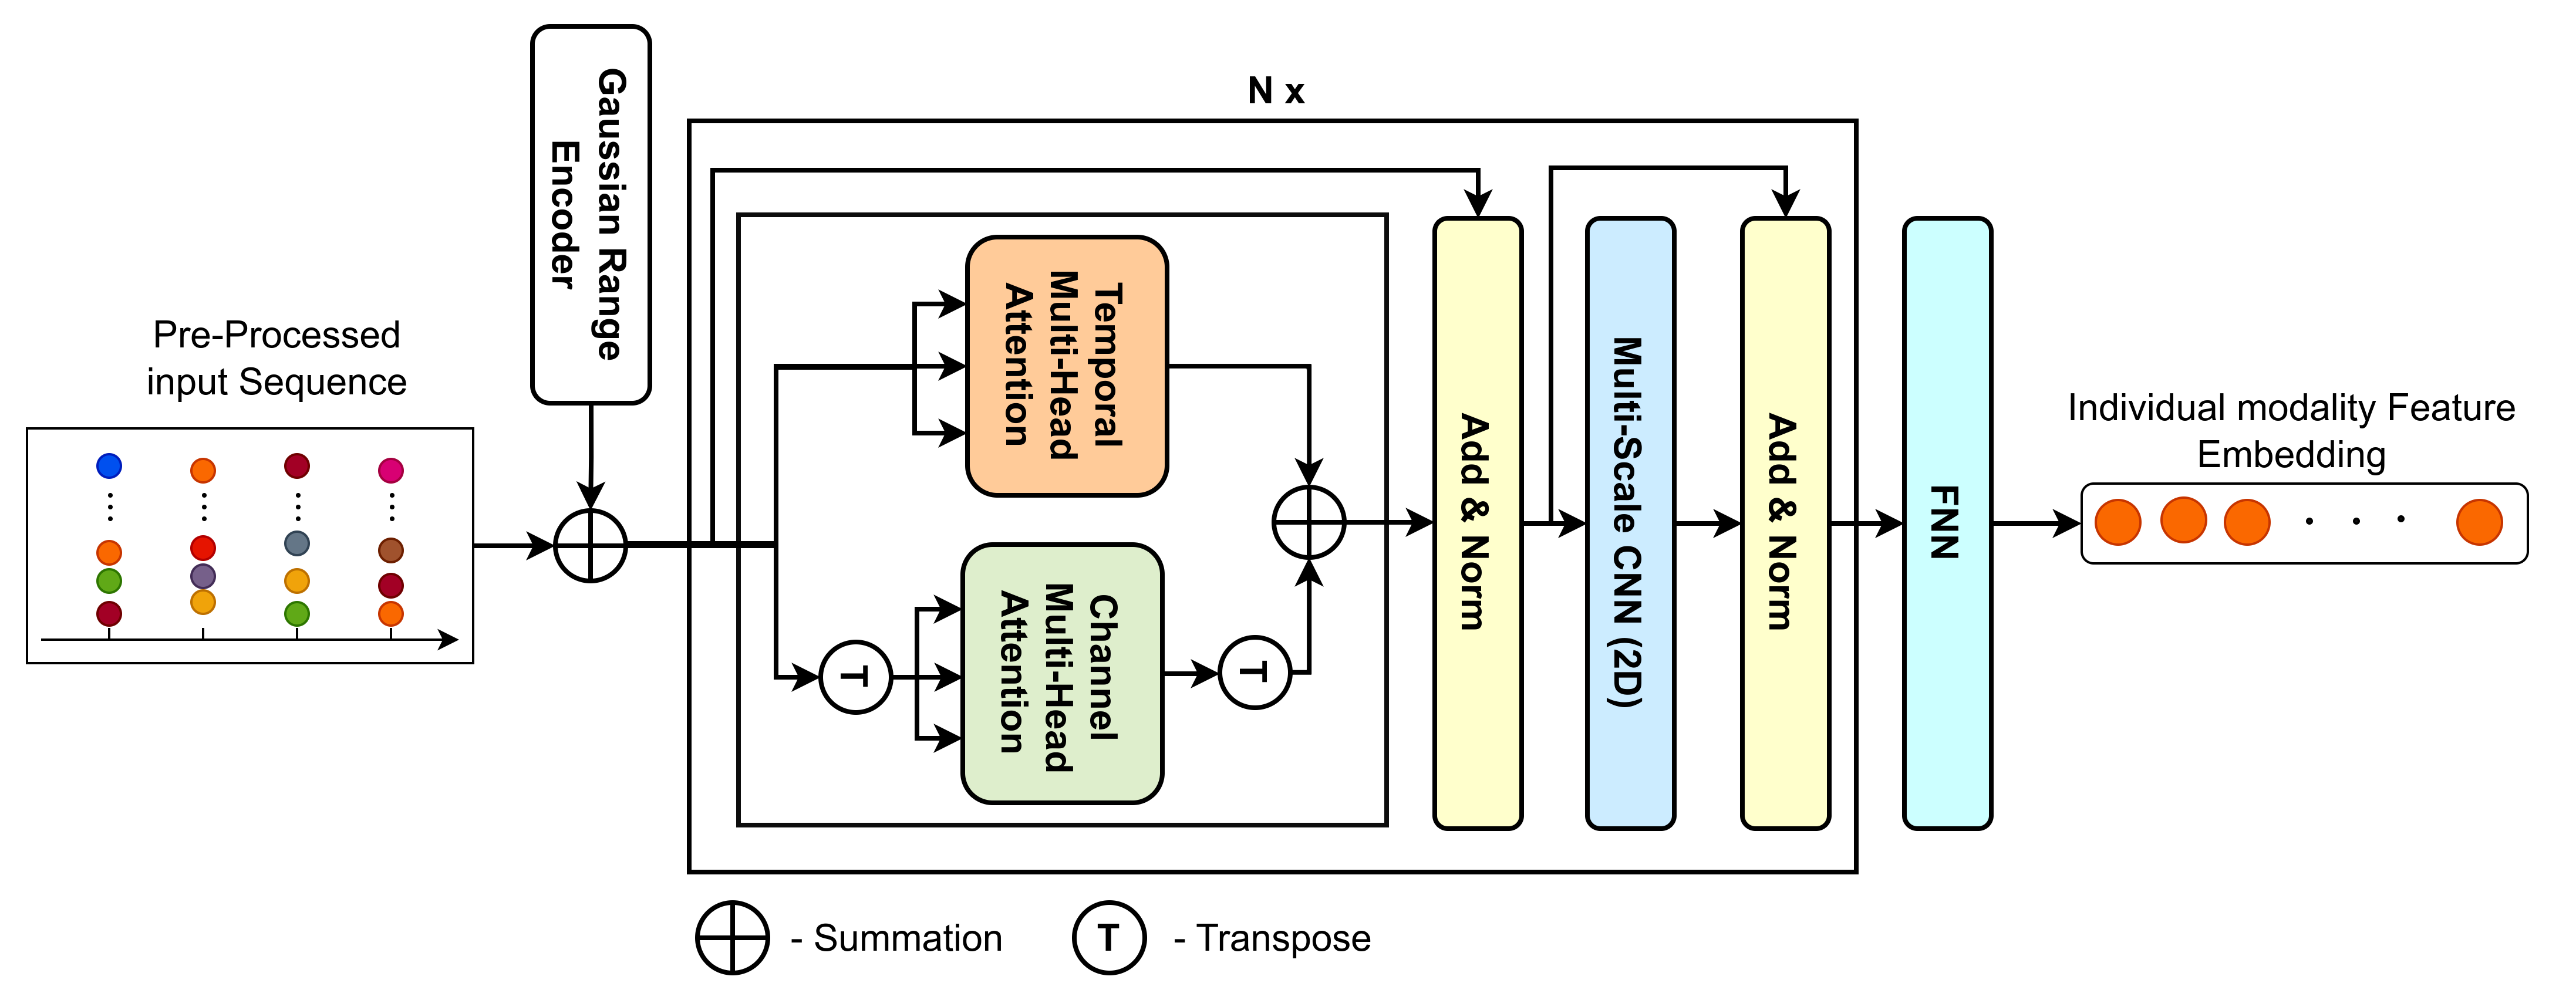 Gaussian Range
Encoder
N x
Pre-Processed
input Sequence
Temporal
Multi-Head
Attention
T
Channel
Multi-Head
Attention
T
Add & Norm
Multi-Scale CNN (2D)
Add & Norm
FNN
Individual modality Feature
Embedding
- Summation
T - Transpose